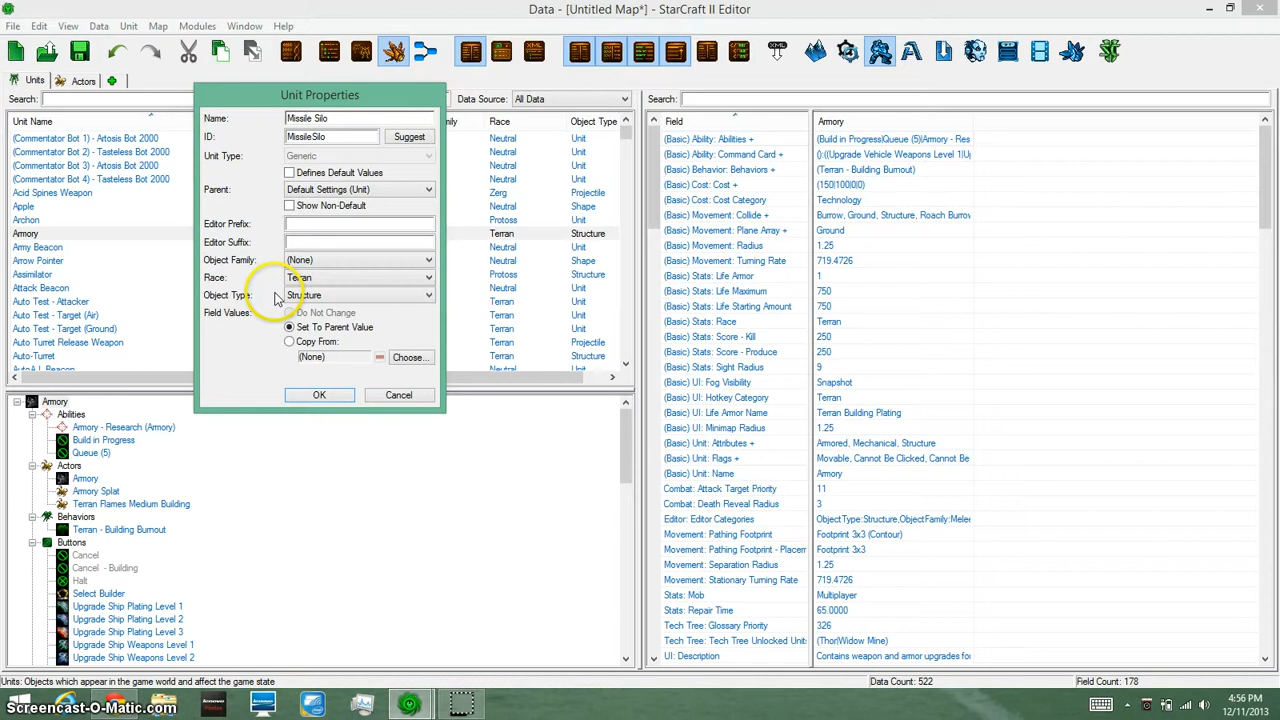 Data - [Untitled Map*] - StarCraft II Editor
File Edit View Data Unit Map Modules Window Help
Units Actors
Search: Data Source: All Data Search:
Unit Name Race Object Type
(Commentator Bot 1) - Artosis Bot 2000 Neutral Unit
(Commentator Bot 2) - Tasteless Bot 2000 Neutral Unit
(Commentator Bot 3) - Artosis Bot 2000 Neutral Unit
(Commentator Bot 4) - Tasteless Bot 2000 Neutral Unit
Acid Spines Weapon Zerg Projectile
Apple Neutral Shape
Archon Protoss Unit
Armory Terran Structure
Army Beacon Neutral Unit
Arrow Pointer Neutral Shape
Assimilator Protoss Structure
Attack Beacon Neutral Unit
Auto Test - Attacker Terran Unit
Auto Test - Target (Air) Terran Unit
Auto Test - Target (Ground) Terran Unit
Auto Turret Release Weapon Terran Projectile
Auto-Turret Terran Structure
Unit Properties
Name: Missile Silo
ID: MissileSilo Suggest
Unit Type: Generic
Defines Default Values
Parent: Default Settings (Unit)
Show Non-Default
Editor Prefix:
Editor Suffix:
Object Family: (None)
Race: Terran
Object Type: Structure
Field Values: Do Not Change
Set To Parent Value
Copy From:
(None) Choose...
OK Cancel
Armory
Abilities
Armory - Research (Armory)
Build in Progress
Queue (5)
Actors
Armory
Armory Splat
Terran Flames Medium Building
Behaviors
Terran - Building Burnout
Buttons
Cancel
Cancel - Building
Halt
Select Builder
Upgrade Ship Plating Level 1
Upgrade Ship Plating Level 2
Upgrade Ship Plating Level 3
Upgrade Ship Weapons Level 1
Upgrade Ship Weapons Level 2
Field Armory
(Basic) Ability: Abilities + (Build in Progress|Queue (5)|Armory - Res
(Basic) Ability: Command Card + ():((Upgrade Vehicle Weapons Level 1|U
(Basic) Behavior: Behaviors + (Terran - Building Burnout)
(Basic) Cost: Cost + (150|100|0|0)
(Basic) Cost: Cost Category Technology
(Basic) Movement: Collide + Burrow, Ground, Structure, Roach Burrow
(Basic) Movement: Plane Array + Ground
(Basic) Movement: Radius 1.25
(Basic) Movement: Turning Rate 719.4726
(Basic) Stats: Life Armor 1
(Basic) Stats: Life Maximum 750
(Basic) Stats: Life Starting Amount 750
(Basic) Stats: Race Terran
(Basic) Stats: Score - Kill 250
(Basic) Stats: Score - Produce 250
(Basic) Stats: Sight Radius 9
(Basic) UI: Fog Visibility Snapshot
(Basic) UI: Hotkey Category Terran
(Basic) UI: Life Armor Name Terran Building Plating
(Basic) UI: Minimap Radius 1.25
(Basic) Unit: Attributes + Armored, Mechanical, Structure
(Basic) Unit: Flags + Movable, Cannot Be Clicked, Cannot Be
(Basic) Unit: Name Armory
Combat: Attack Target Priority 11
Combat: Death Reveal Radius 3
Editor: Editor Categories ObjectType:Structure,ObjectFamily:Mele
Movement: Pathing Footprint Footprint 3x3 (Contour)
Movement: Pathing Footprint - Placem Footprint 3x3
Movement: Separation Radius 1.25
Movement: Stationary Turning Rate 719.4726
Stats: Mob Multiplayer
Stats: Repair Time 65.0000
Tech Tree: Glossary Priority 326
Tech Tree: Tech Tree Unlocked Unit (Thor|Widow Mine)
UI: Description Contains weapon and armor upgrades fo
Units: Objects which appear in the game world and affect the game state Data Count: 522 Field Count: 178
Screencast-O-Matic.com
4:56 PM
12/11/2013